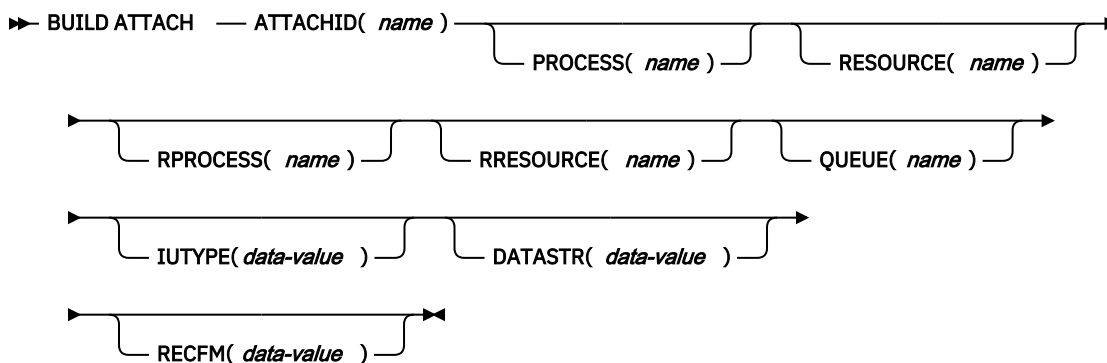 BUILD ATTACH ATTACHID( name ) PROCESS( name ) RESOURCE( name )
RPROCESS( name ) RRESOURCE( name ) QUEUE( name )
IUTYPE( data-value ) DATASTR( data-value )
RECFM( data-value )